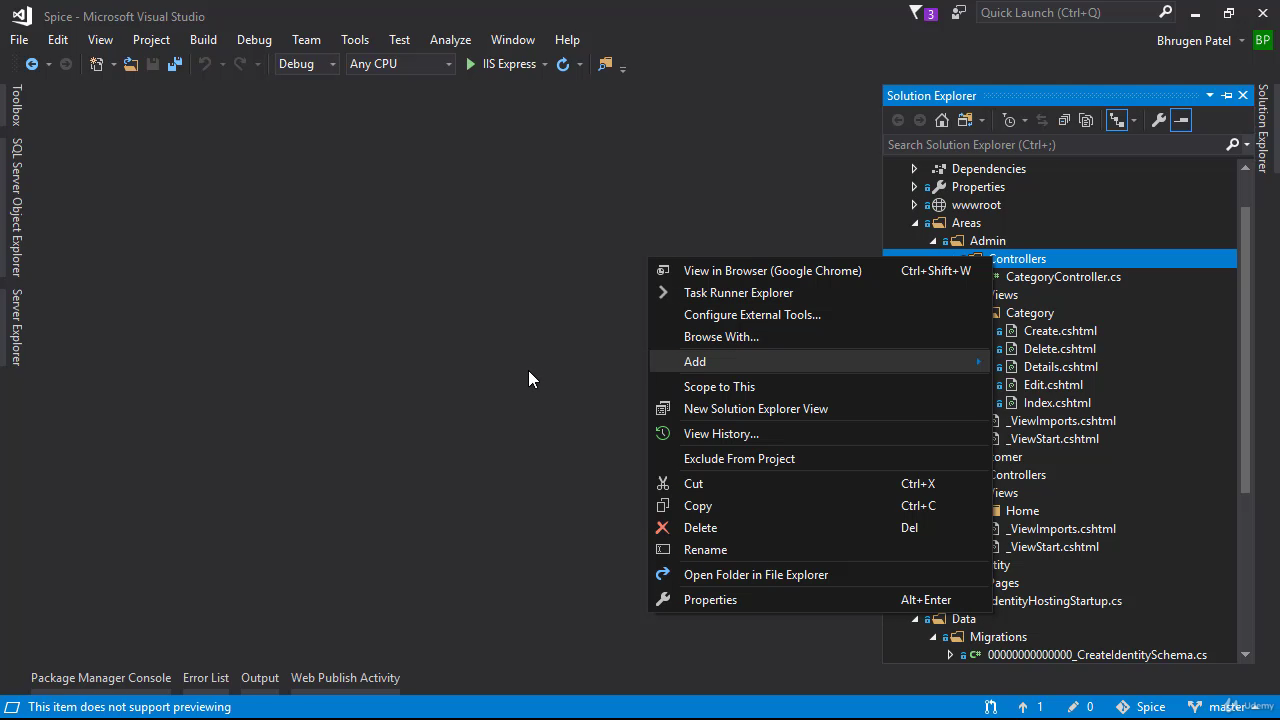 Spice - Microsoft Visual Studio
3
Quick Launch (Ctrl+Q)
File Edit View Project Build Debug Team Tools Test Analyze Window Help
Bhrugen Patel BP
Debug Any CPU IIS Express
Toolbox
SQL Server Object Explorer
Server Explorer
Solution Explorer
Solution Explorer
Search Solution Explorer (Ctrl+;)
Dependencies
Properties
wwwroot
Areas
Admin
Controllers
CategoryController.cs
iews
Category
Create.cshtml
Delete.cshtml
Details.cshtml
Edit.cshtml
Index.cshtml
_ViewImports.cshtml
_ViewStart.cshtml
omer
Controllers
iews
Home
_ViewImports.cshtml
_ViewStart.cshtml
ntity
ages
dentityHostingStartup.cs
Data
Migrations
C# 00000000000000_CreateIdentitySchema.cs
View in Browser (Google Chrome) Ctrl+Shift+W
Task Runner Explorer
Configure External Tools...
Browse With...
Add
Scope to This
New Solution Explorer View
View History...
Exclude From Project
Cut Ctrl+X
Copy Ctrl+C
Delete Del
Rename
Open Folder in File Explorer
Properties Alt+Enter
Package Manager Console Error List Output Web Publish Activity
This item does not support previewing
1 0 Spice master
Udemy